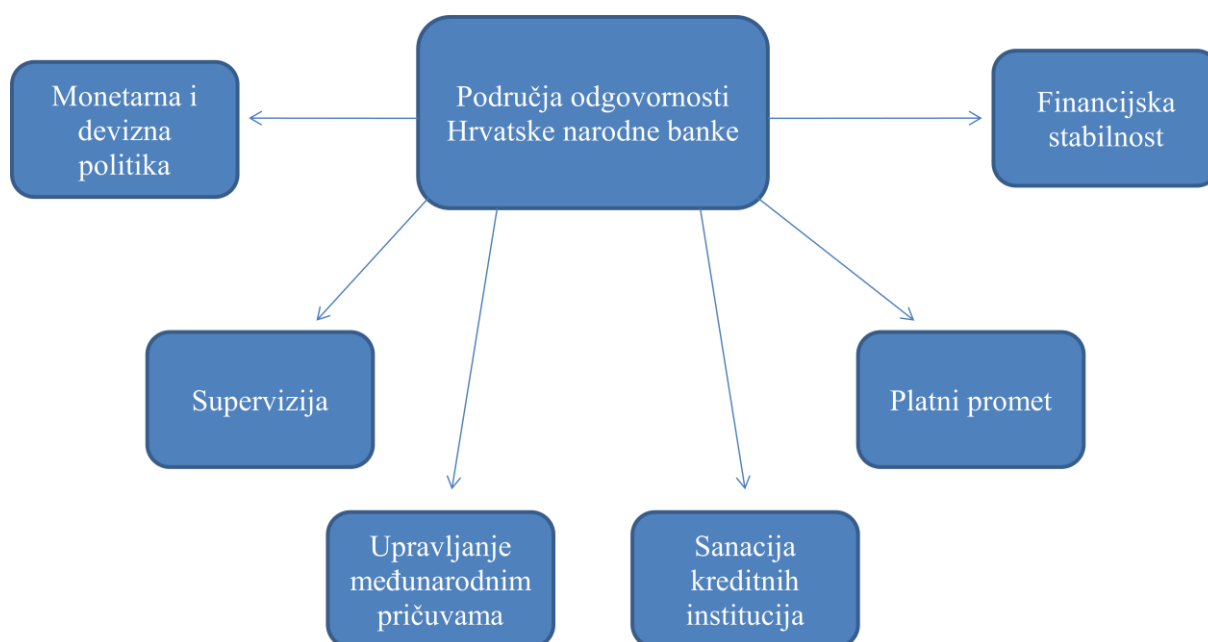 Područja odgovornosti
Hrvatske narodne banke
Monetarna i
devizna
politika
Financijska
stabilnost
Supervizija
Platni promet
Upravljanje
međunarodnim
pričuvama
Sanacija
kreditnih
institucija